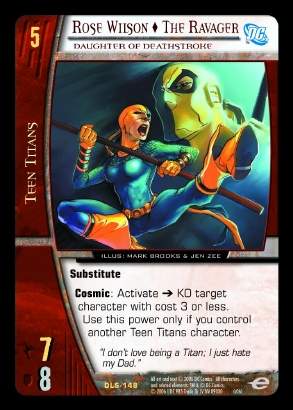 5
ROSE WILSON ♦ THE RAVAGER
DAUGHTER OF DEATHSTROKE
DC
TEEN TITANS
ILLUS: MARK BROOKS & JEN ZEE
Substitute
Cosmic: Activate ➔ KO target
character with cost 3 or less.
Use this power only if you control
another Teen Titans character.
"I don't love being a Titan; I just hate
my Dad."
7
8
DLS-148